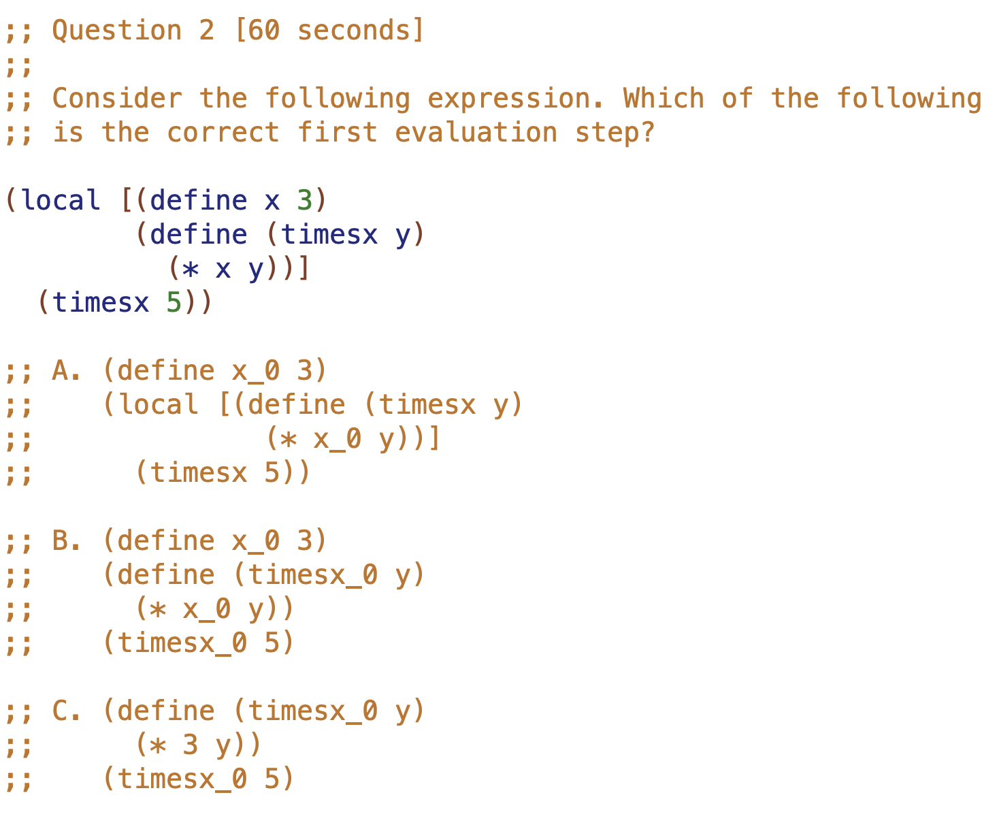 ;; Question 2 [60 seconds]
;;
;; Consider the following expression. Which of the following
;; is the correct first evaluation step?
(local [(define x 3)
        (define (timesx y)
          (* x y))]
  (timesx 5))
;; A. (define x_0 3)
;;    (local [(define (timesx y)
;;              (* x_0 y))]
;;      (timesx 5))
;; B. (define x_0 3)
;;    (define (timesx_0 y)
;;      (* x_0 y))
;;    (timesx_0 5)
;; C. (define (timesx_0 y)
;;      (* 3 y))
;;    (timesx_0 5)